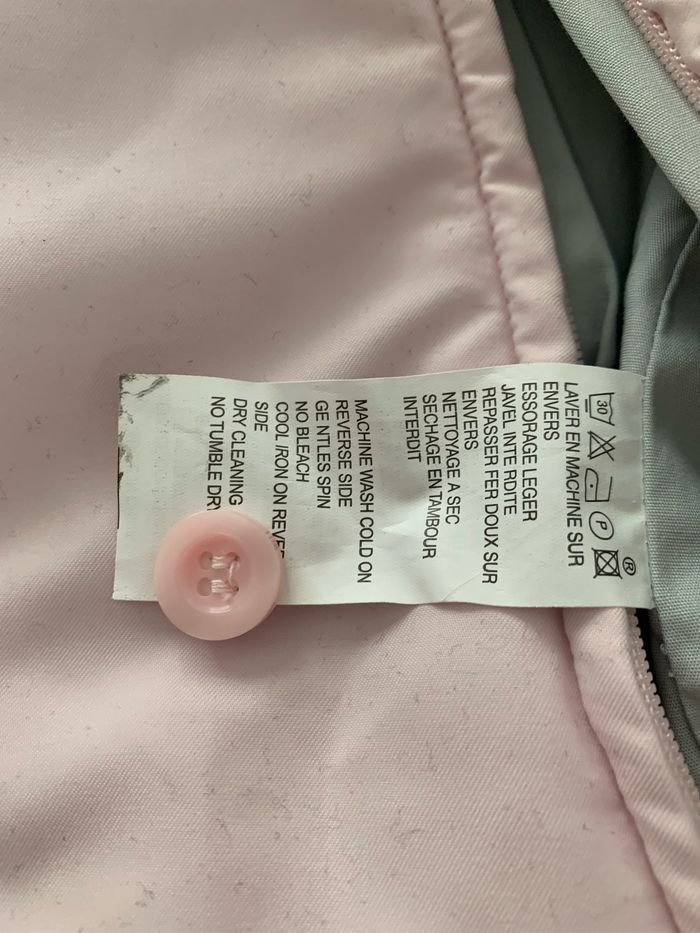 30 P ®
LAVER EN MACHINE SUR
ENVERS
ESSORAGE LEGER
JAVEL INTE RDITE
REPASSER FER DOUX SUR
ENVERS
NETTOYAGE A SEC
SECHAGE EN TAMBOUR
INTERDIT
MACHINE WASH COLD ON
REVERSE SIDE
GE NTLES SPIN
NO BLEACH
COOL IRON ON
SIDE
DRY CLEANING
NO TUMBLE